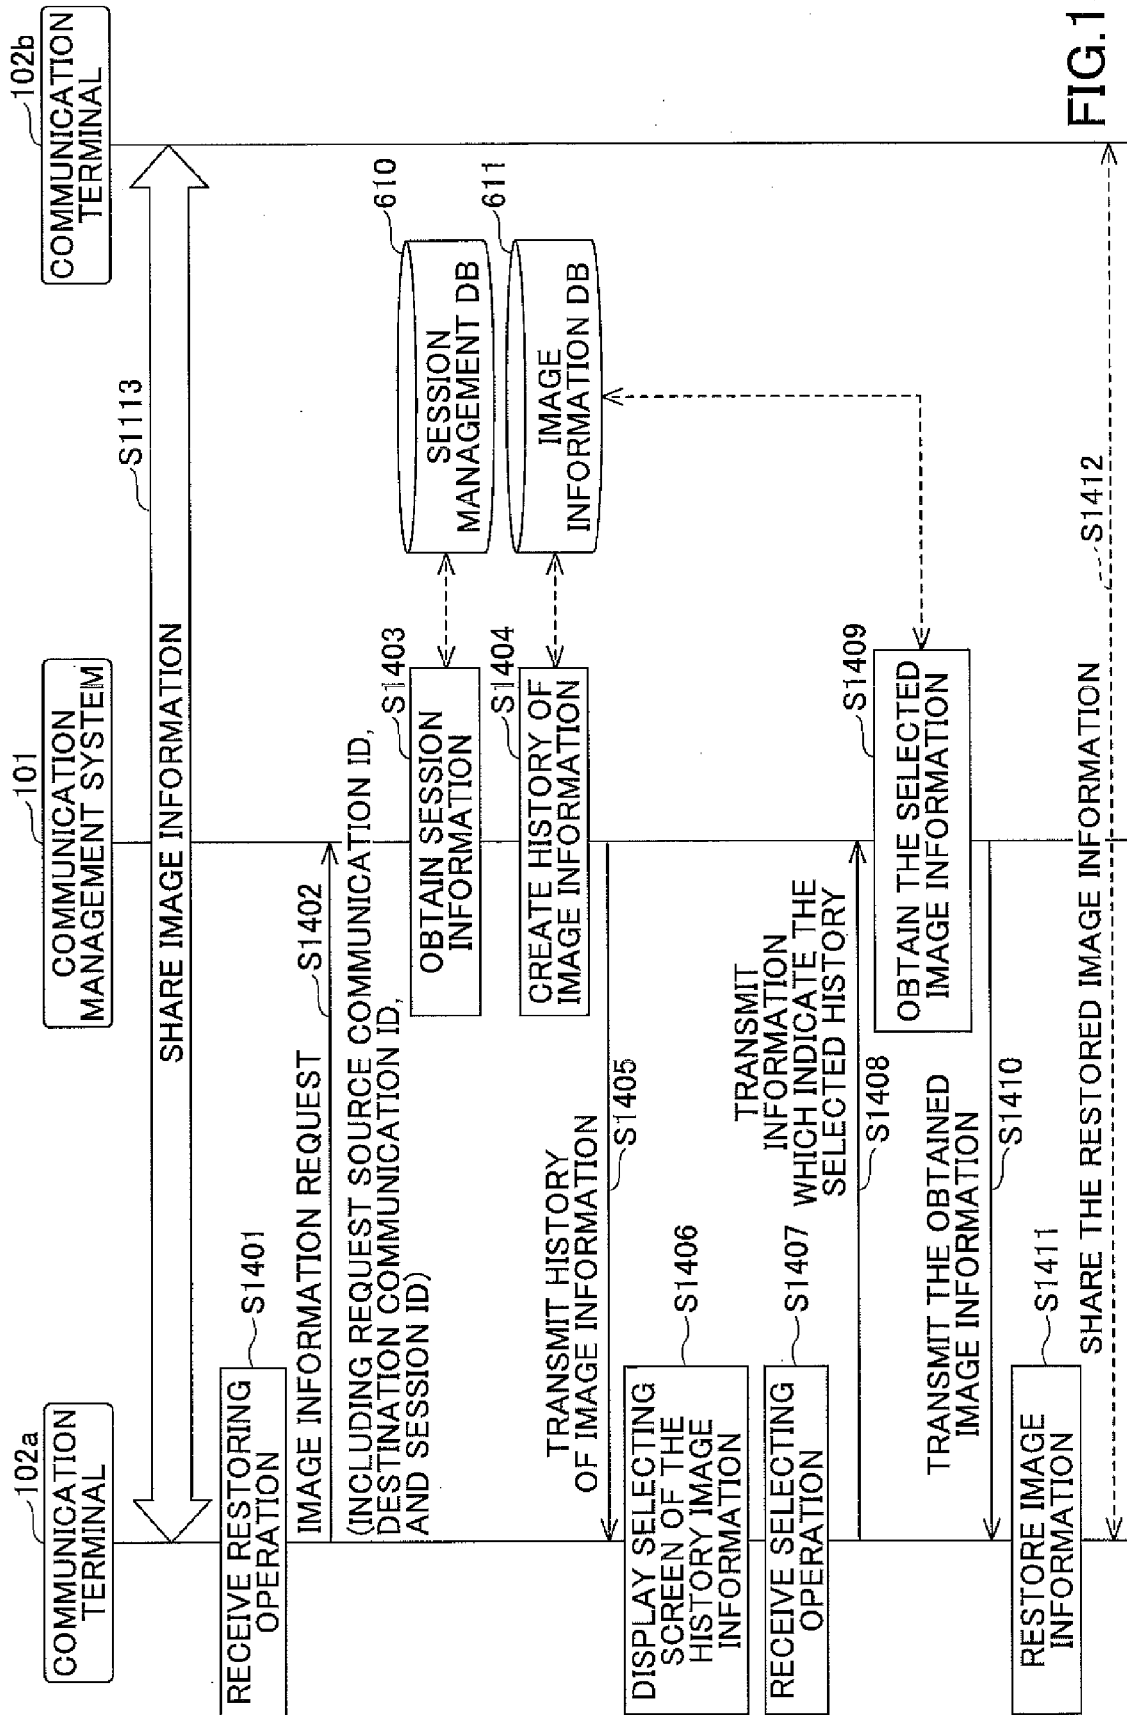 102a
COMMUNICATION
TERMINAL
101
COMMUNICATION
MANAGEMENT SYSTEM
102b
COMMUNICATION
TERMINAL
S1113
SHARE IMAGE INFORMATION
RECEIVE RESTORING
OPERATION
S1401
IMAGE INFORMATION REQUEST
S1402
(INCLUDING REQUEST SOURCE COMMUNICATION ID,
DESTINATION COMMUNICATION ID,
AND SESSION ID)
S1403
OBTAIN SESSION
INFORMATION
610
SESSION
MANAGEMENT DB
S1404
CREATE HISTORY OF
IMAGE INFORMATION
611
IMAGE
INFORMATION DB
TRANSMIT HISTORY
OF IMAGE INFORMATION
S1405
DISPLAY SELECTING
SCREEN OF THE
HISTORY IMAGE
INFORMATION
S1406
RECEIVE SELECTING
OPERATION
S1407
TRANSMIT
INFORMATION
WHICH INDICATE THE
SELECTED HISTORY
S1408
S1409
OBTAIN THE SELECTED
IMAGE INFORMATION
TRANSMIT THE OBTAINED
IMAGE INFORMATION
S1410
RESTORE IMAGE
INFORMATION
S1411
SHARE THE RESTORED IMAGE INFORMATION
S1412
FIG.1